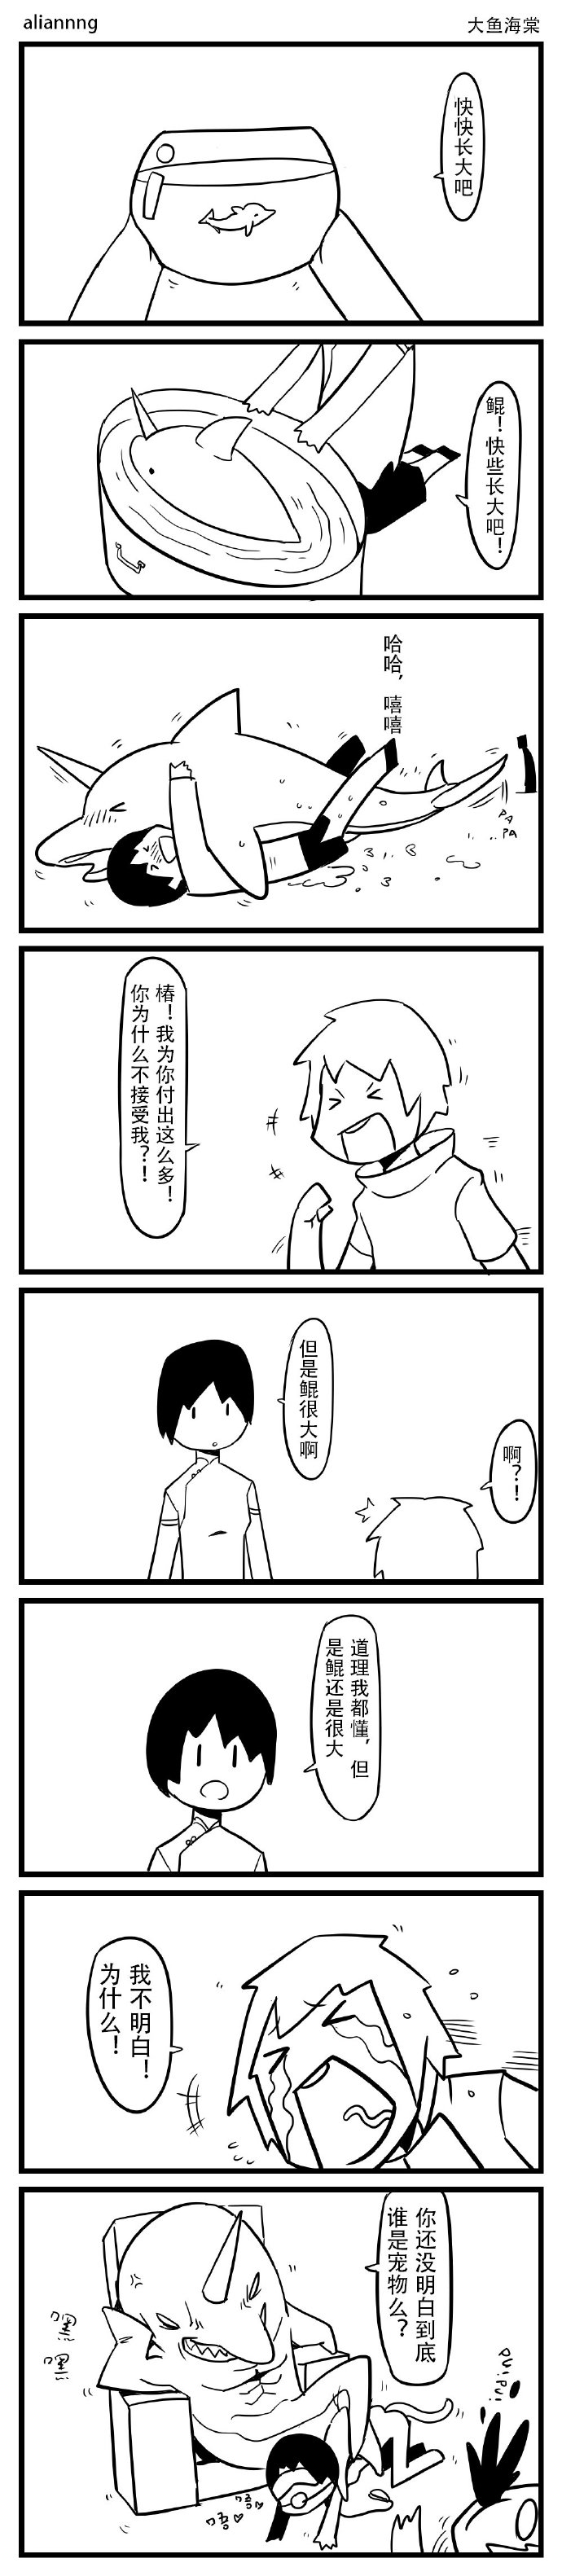 aliannng
大鱼海棠
快快长大吧
鲲！快些长大吧！
哈哈，嘻嘻
PA
PA
椿！我为你付出这么多！
你为什么不接受我？！
但是鲲很大啊
啊？！
道理我都懂，但
是鲲还是很大
我不明白！
为什么！
你还没明白到底
谁是宠物么？
嘿
嘿
唔
唔
PU!PU!